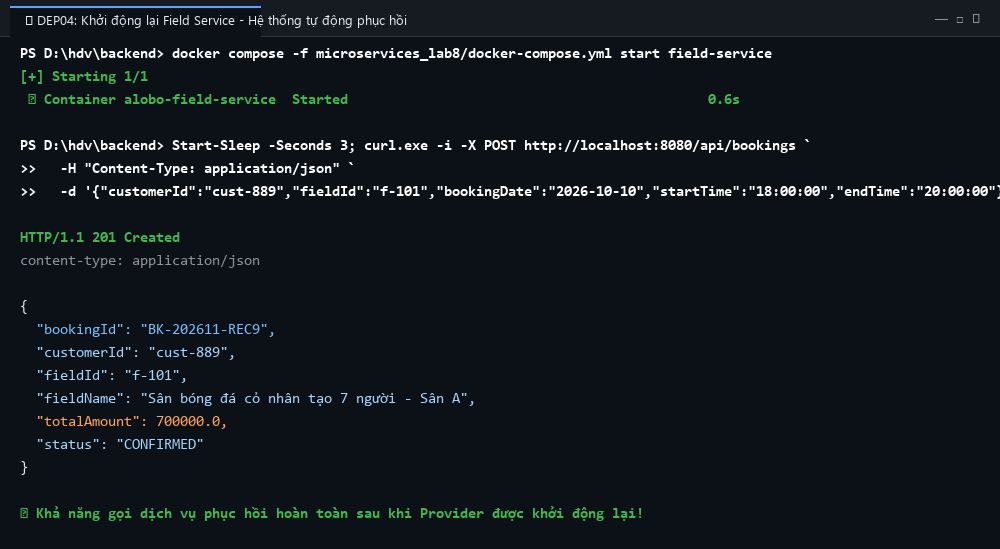 DEP04: Khởi động lại Field Service - Hệ thống tự động phục hồi
PS D:\hdv\backend> docker compose -f microservices_lab8/docker-compose.yml start field-service
[+] Starting 1/1
Container alobo-field-service  Started 0.6s
PS D:\hdv\backend> Start-Sleep -Seconds 3; curl.exe -i -X POST http://localhost:8080/api/bookings `
>>   -H "Content-Type: application/json" `
>>   -d '{"customerId":"cust-889","fieldId":"f-101","bookingDate":"2026-10-10","startTime":"18:00:00","endTime":"20:00:00"}
HTTP/1.1 201 Created
content-type: application/json
{
"bookingId": "BK-202611-REC9",
"customerId": "cust-889",
"fieldId": "f-101",
"fieldName": "Sân bóng đá cỏ nhân tạo 7 người - Sân A",
"totalAmount": 700000.0,
"status": "CONFIRMED"
}
Khả năng gọi dịch vụ phục hồi hoàn toàn sau khi Provider được khởi động lại!